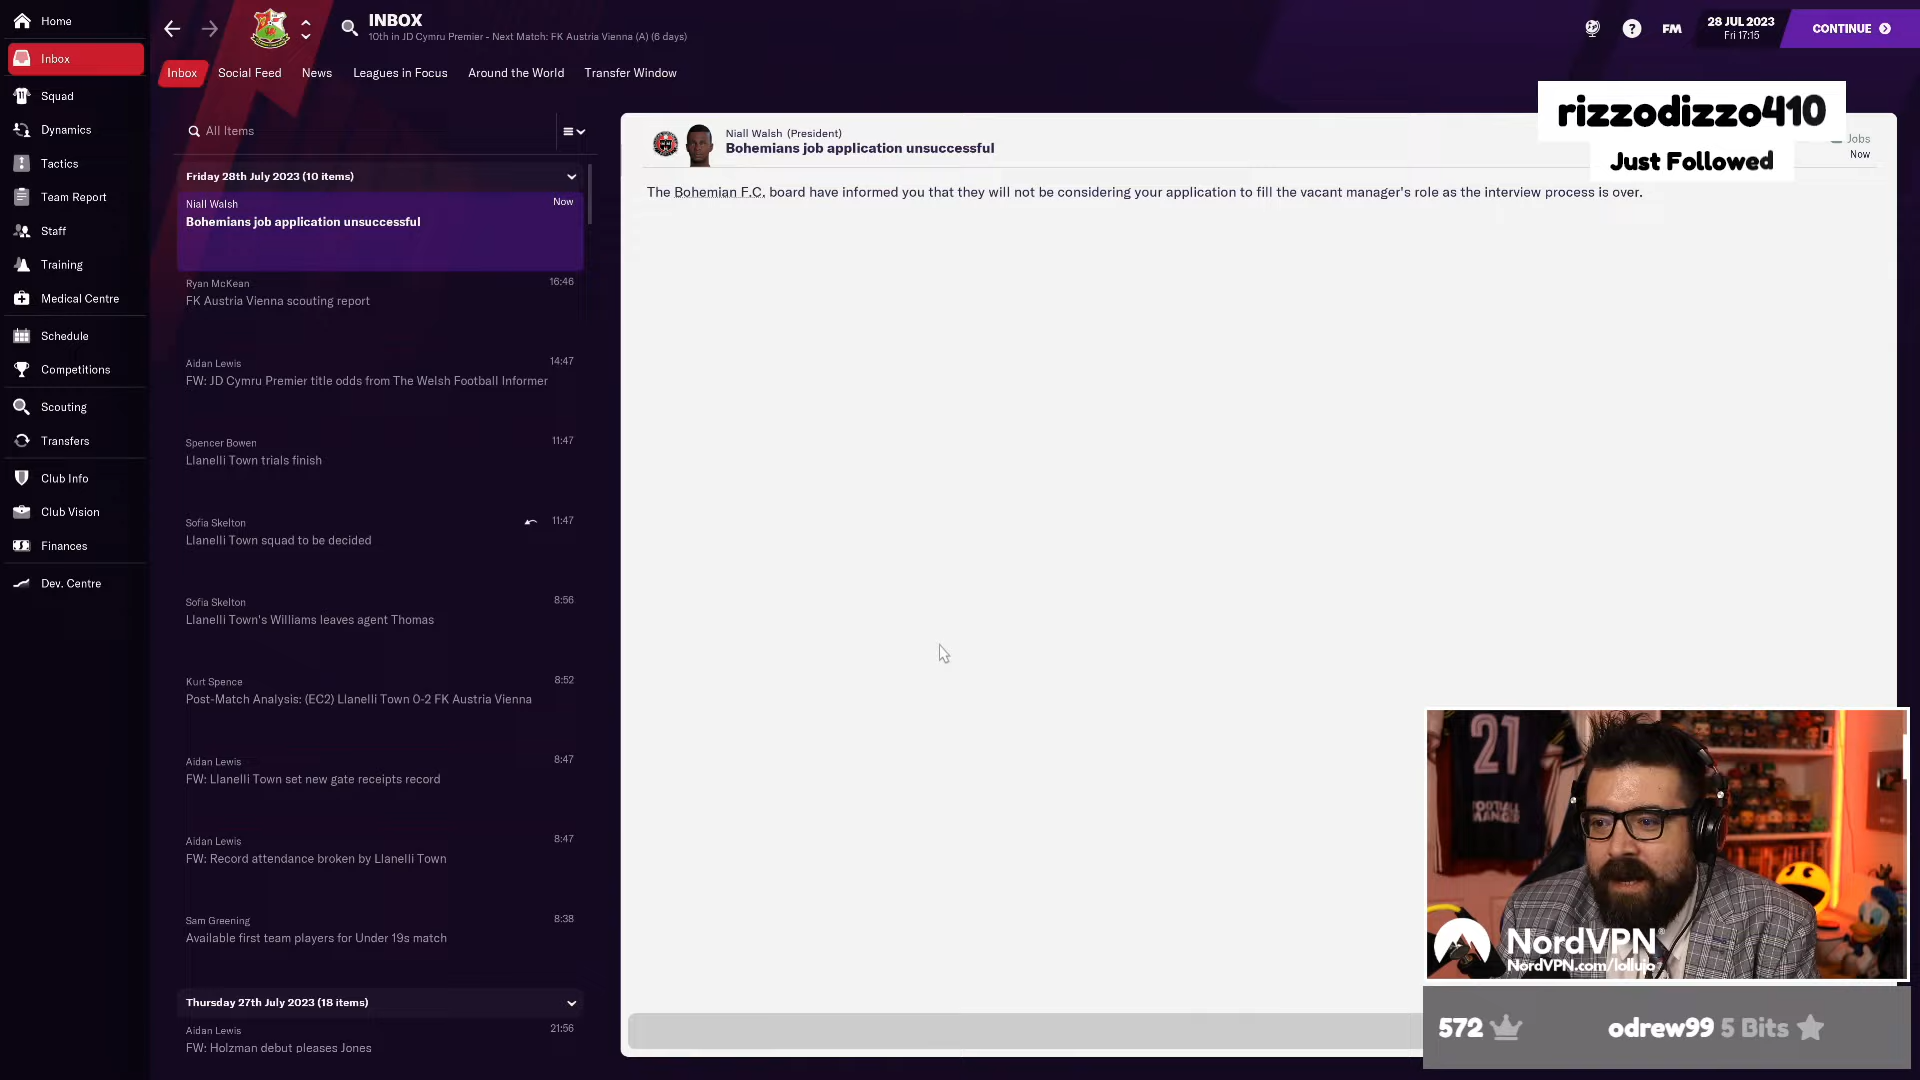 Home
Inbox
Squad
Dynamics
Tactics
Team Report
Staff
Training
Medical Centre
Schedule
Competitions
Scouting
Transfers
Club Info
Club Vision
Finances
Dev. Centre
INBOX
10th in JD Cymru Premier - Next Match: FK Austria Vienna (A) (6 days)
FM
28 JUL 2023
Fri 17:15
CONTINUE
Inbox
Social Feed
News
Leagues in Focus
Around the World
Transfer Window
All Items
Friday 28th July 2023 (10 items)
Niall Walsh
Now
Bohemians job application unsuccessful
Ryan McKean
16:46
FK Austria Vienna scouting report
Aidan Lewis
14:47
FW: JD Cymru Premier title odds from The Welsh Football Informer
Spencer Bowen
11:47
Llanelli Town trials finish
Sofia Skelton
11:47
Llanelli Town squad to be decided
Sofia Skelton
8:56
Llanelli Town's Williams leaves agent Thomas
Kurt Spence
8:52
Post-Match Analysis: (EC2) Llanelli Town 0-2 FK Austria Vienna
Aidan Lewis
8:47
FW: Llanelli Town set new gate receipts record
Aidan Lewis
8:47
FW: Record attendance broken by Llanelli Town
Sam Greening
8:38
Available first team players for Under 19s match
Thursday 27th July 2023 (18 items)
Aidan Lewis
21:56
FW: Holzman debut pleases Jones
Niall Walsh (President)
Bohemians job application unsuccessful
Jobs
Now
The Bohemian F.C. board have informed you that they will not be considering your application to fill the vacant manager's role as the interview process is over.
rizzodizzo410
Just Followed
21
NordVPN®
NordVPN.com/lollujo
572
odrew99 5 Bits